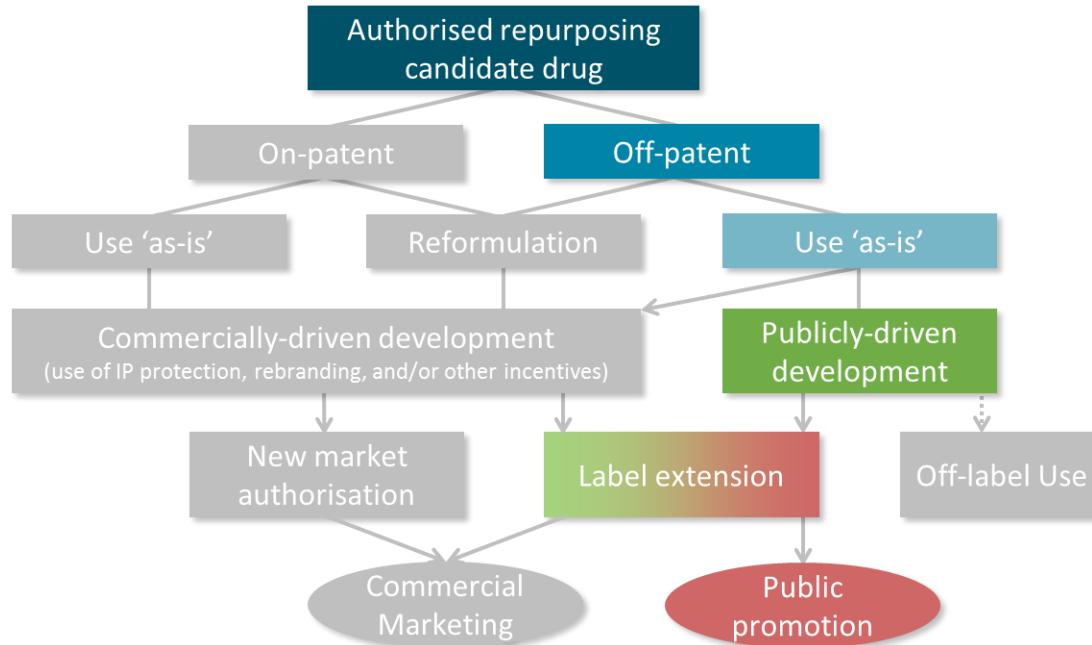 Authorised repurposing
candidate drug
On-patent
Off-patent
Use ‘as-is’
Reformulation
Use ‘as-is’
Commercially-driven development
(use of IP protection, rebranding, and/or other incentives)
Publicly-driven
development
New market
authorisation
Label extension
Off-label Use
Commercial
Marketing
Public
promotion